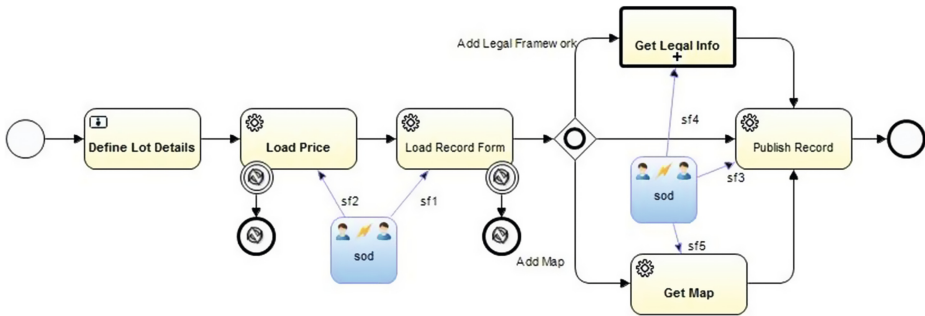 Add Legal Framework
Get Legal Info
Define Lot Details
Load Price
Load Record Form
Publish Record
sf4
sf3
sod
sf2
sf1
sod
sf5
Add Map
Get Map